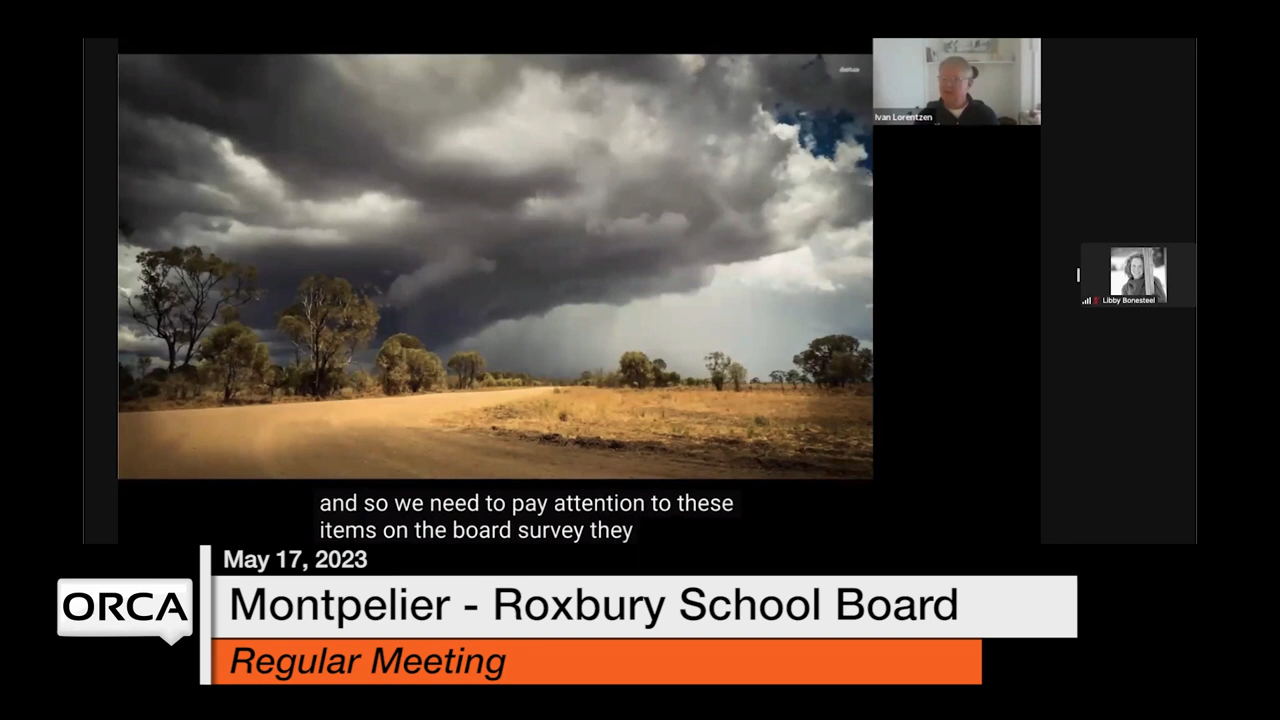 Ivan Lorentzen
Libby Bonesteel
and so we need to pay attention to these
items on the board survey they
May 17, 2023
ORCA
Montpelier - Roxbury School Board
Regular Meeting